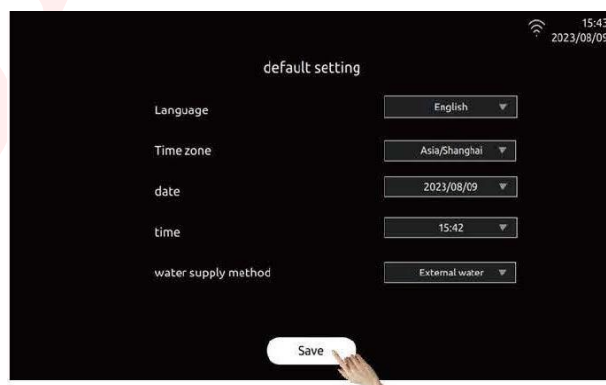 15:43
2023/08/09
default setting
Language English
Time zone Asia/Shanghai
date 2023/08/09
time 15:42
water supply method External water
Save